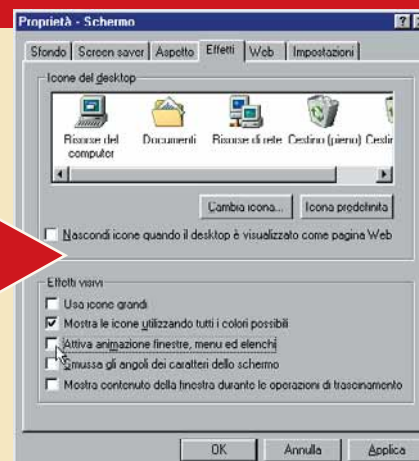 Proprietà - Schermo
Sfondo Screen saver Aspetto Effetti Web Impostazioni
Icone del desktop
Risorse del computer
Documenti
Risorse di rete
Cestino (pieno)
Cestin
Cambia icona... Icona predefinita
Nascondi icone quando il desktop è visualizzato come pagina Web
Effetti visivi
Usa icone grandi
Mostra le icone utilizzando tutti i colori possibili
Attiva animazione finestre, menu ed elenchi
Smussa gli angoli dei caratteri dello schermo
Mostra contenuto della finestra durante le operazioni di trascinamento
OK Annulla Applica